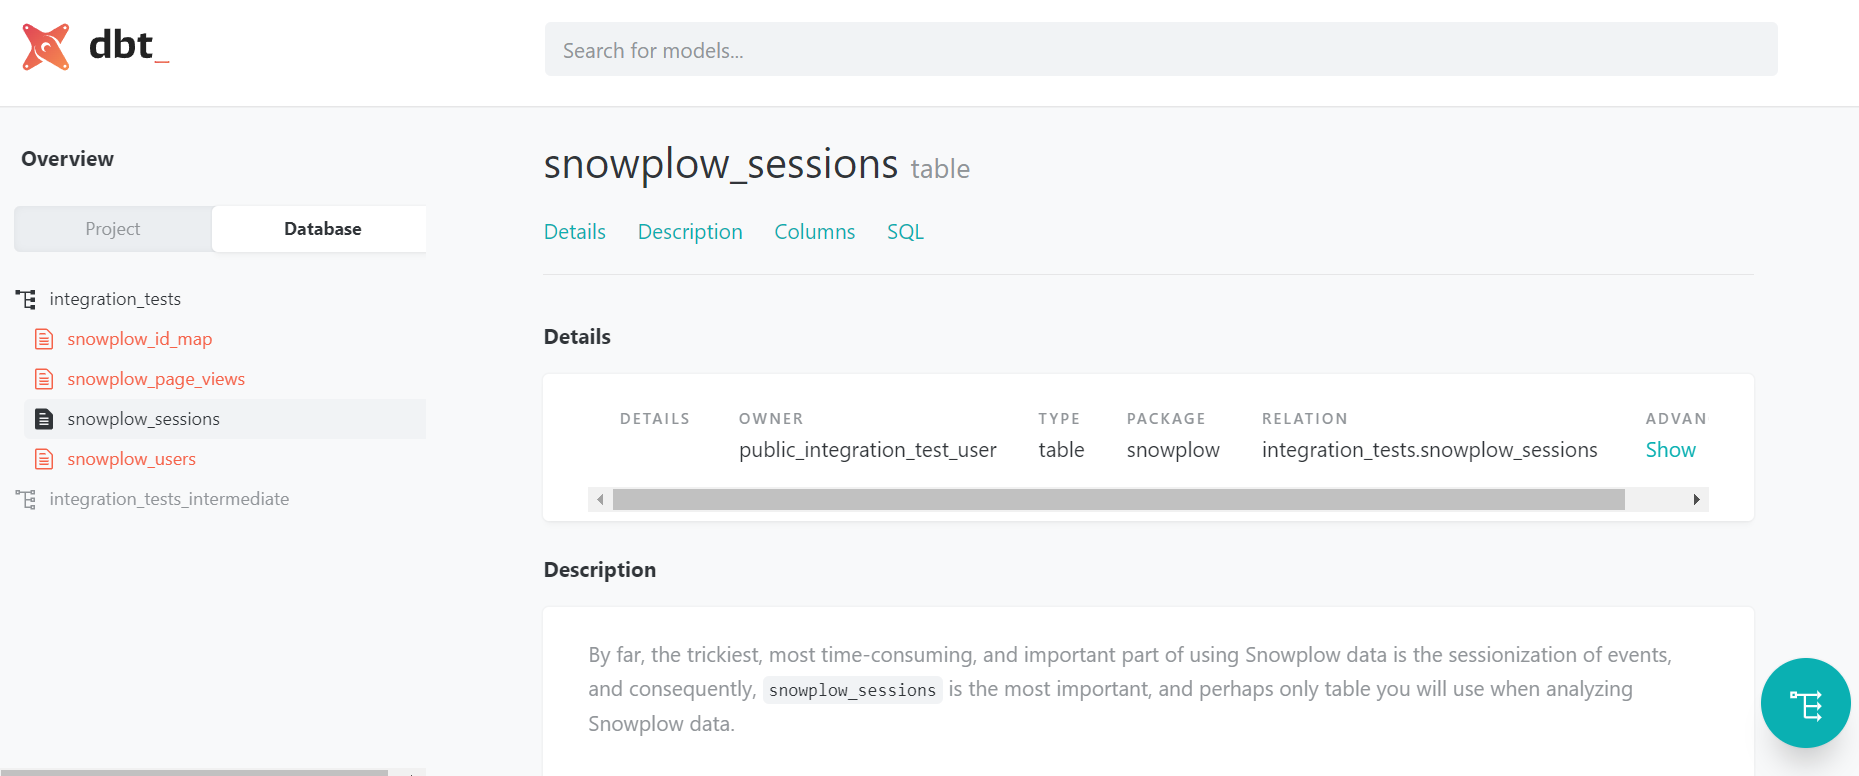 dbt_
Search for models...
Overview
Project Database
integration_tests
snowplow_id_map
snowplow_page_views
snowplow_sessions
snowplow_users
integration_tests_intermediate
snowplow_sessions table
Details Description Columns SQL
Details
DETAILS OWNER TYPE PACKAGE RELATION ADVAN
public_integration_test_user table snowplow integration_tests.snowplow_sessions Show
Description
By far, the trickiest, most time-consuming, and important part of using Snowplow data is the sessionization of events,
and consequently, snowplow_sessions is the most important, and perhaps only table you will use when analyzing
Snowplow data.